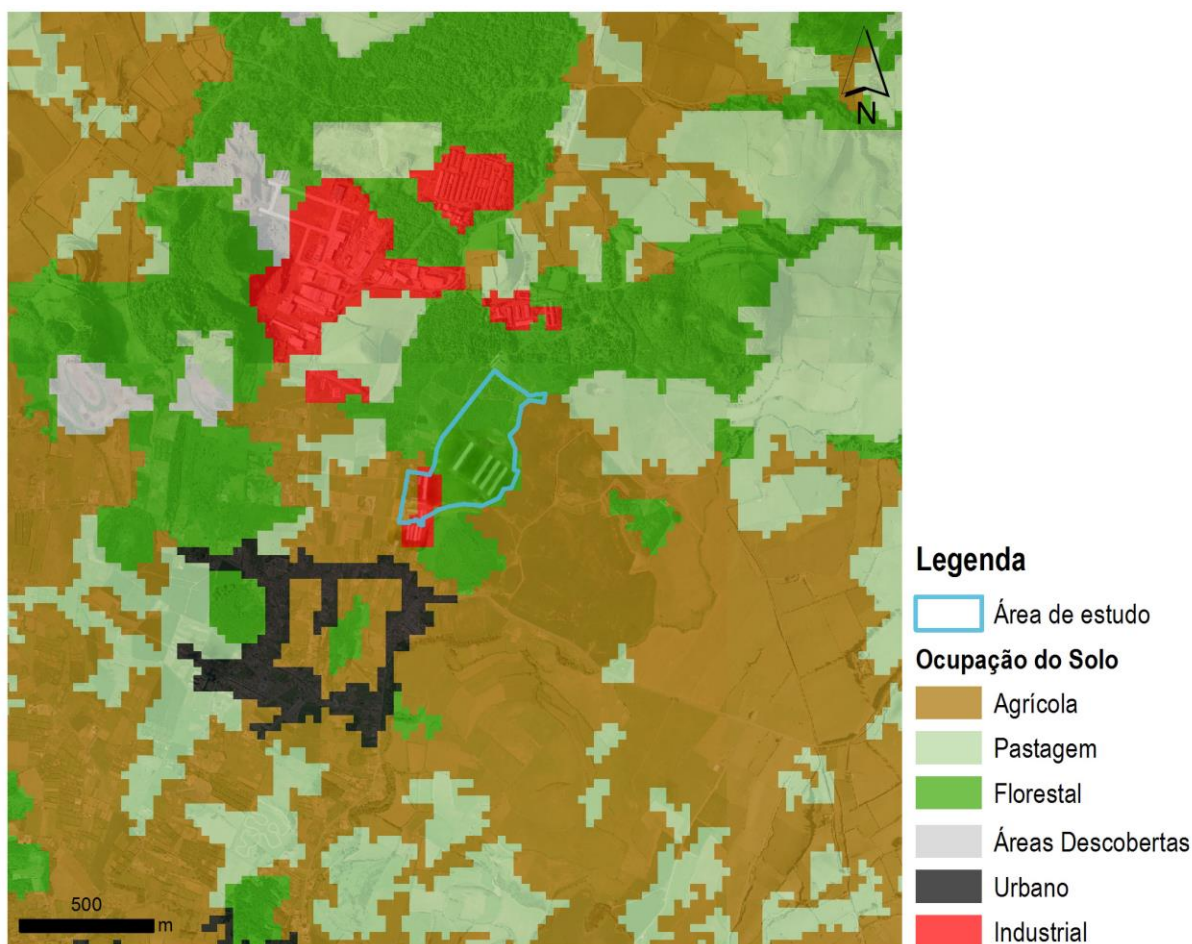 N
Legenda
Área de estudo
Ocupação do Solo
Agrícola
Pastagem
Florestal
Áreas Descobertas
Urbano
Industrial
500
m